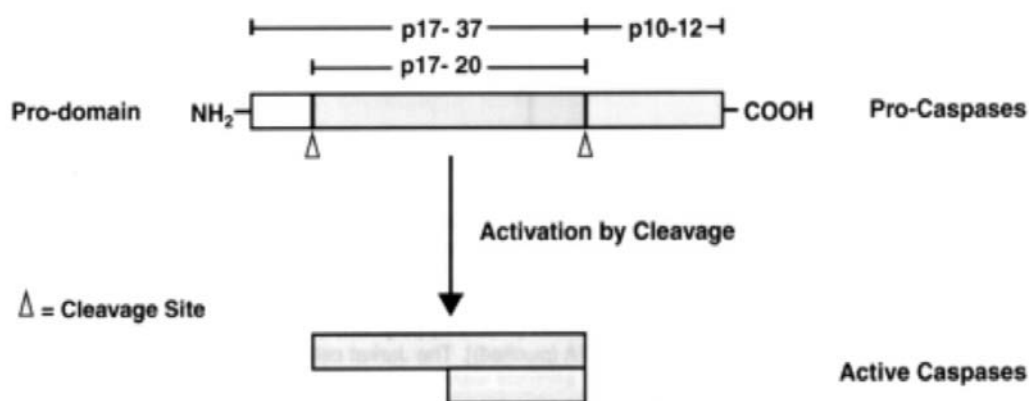 p17- 37
p10-12
p17- 20
Pro-domain
NH2
COOH
Pro-Caspases
Activation by Cleavage
Δ = Cleavage Site
Active Caspases